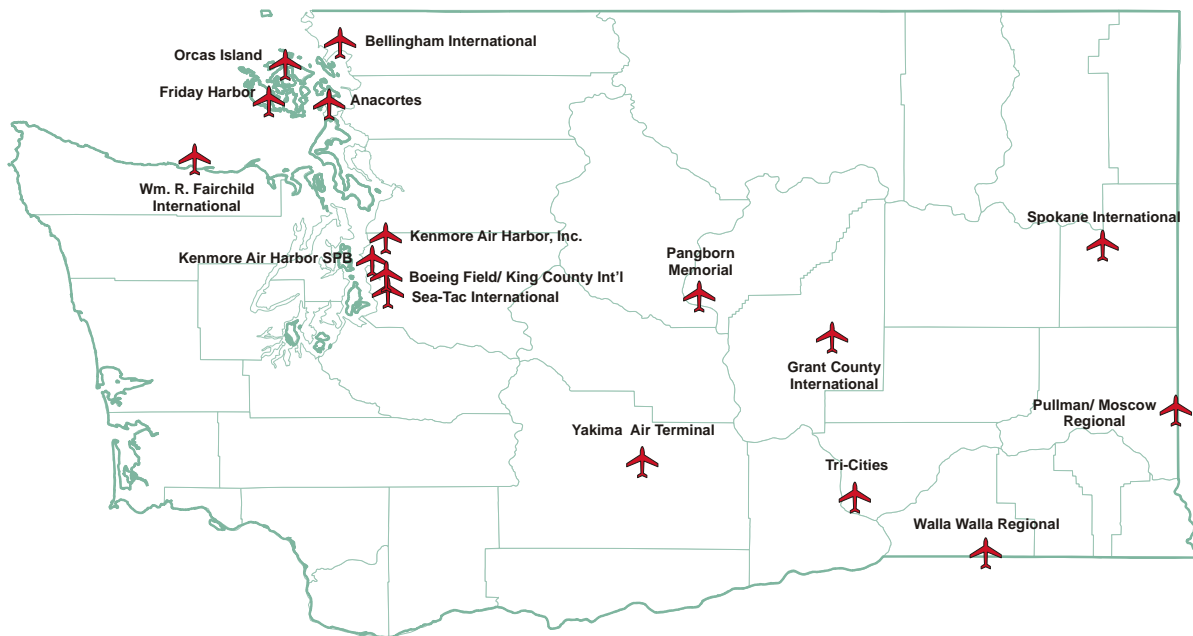 Bellingham International
Orcas Island
Friday Harbor
Anacortes
Wm. R. Fairchild
International
Spokane International
Kenmore Air Harbor, Inc.
Kenmore Air Harbor SPB
Pangborn
Memorial
Boeing Field/ King County Int'l
Sea-Tac International
Grant County
International
Pullman/ Moscow
Regional
Yakima Air Terminal
Tri-Cities
Walla Walla Regional